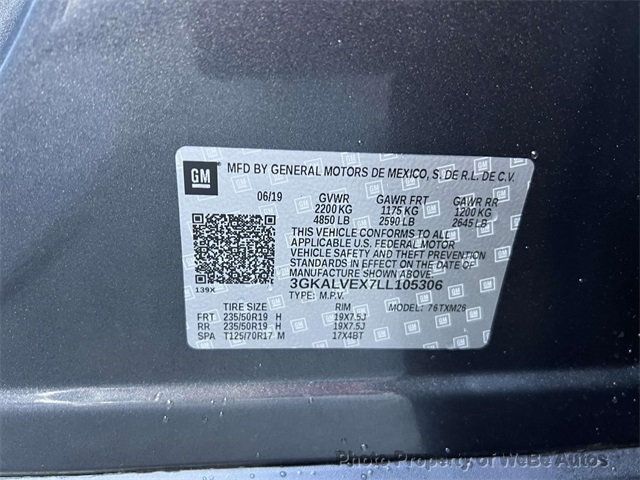 GM MFD BY GENERAL MOTORS DE MEXICO, S. DE R.L. DE C.V.
06/19 GVWR GAWR FRT GAWR RR
2200 KG 1175 KG 1200 KG
4850 LB 2590 LB 2645 LB
THIS VEHICLE CONFORMS TO ALL
APPLICABLE U.S. FEDERAL MOTOR
VEHICLE SAFETY AND THEFT PREVENTION
STANDARDS IN EFFECT ON THE DATE OF
MANUFACTURE SHOWN ABOVE.
139X 3GKALVEX7LL105306
TYPE: M.P.V. MODEL: 76TXM26
TIRE SIZE RIM
FRT 235/50R19 H 19X7.5J
RR 235/50R19 H 19X7.5J
SPA T125/70R17 M 17X4BT
Photo Property of WeBe Autos